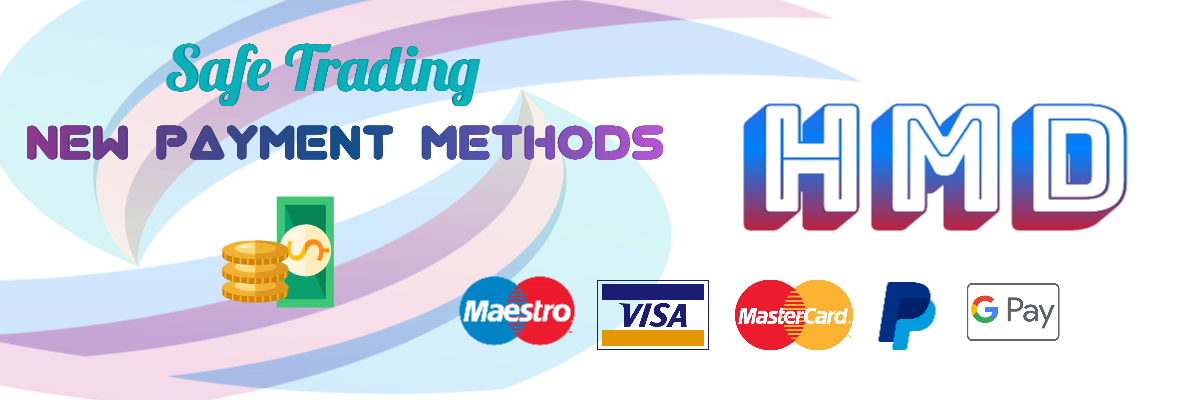 Safe Trading
NEW PAYMENT METHODS
HMD
$
Maestro
VISA
MasterCard
P
G Pay